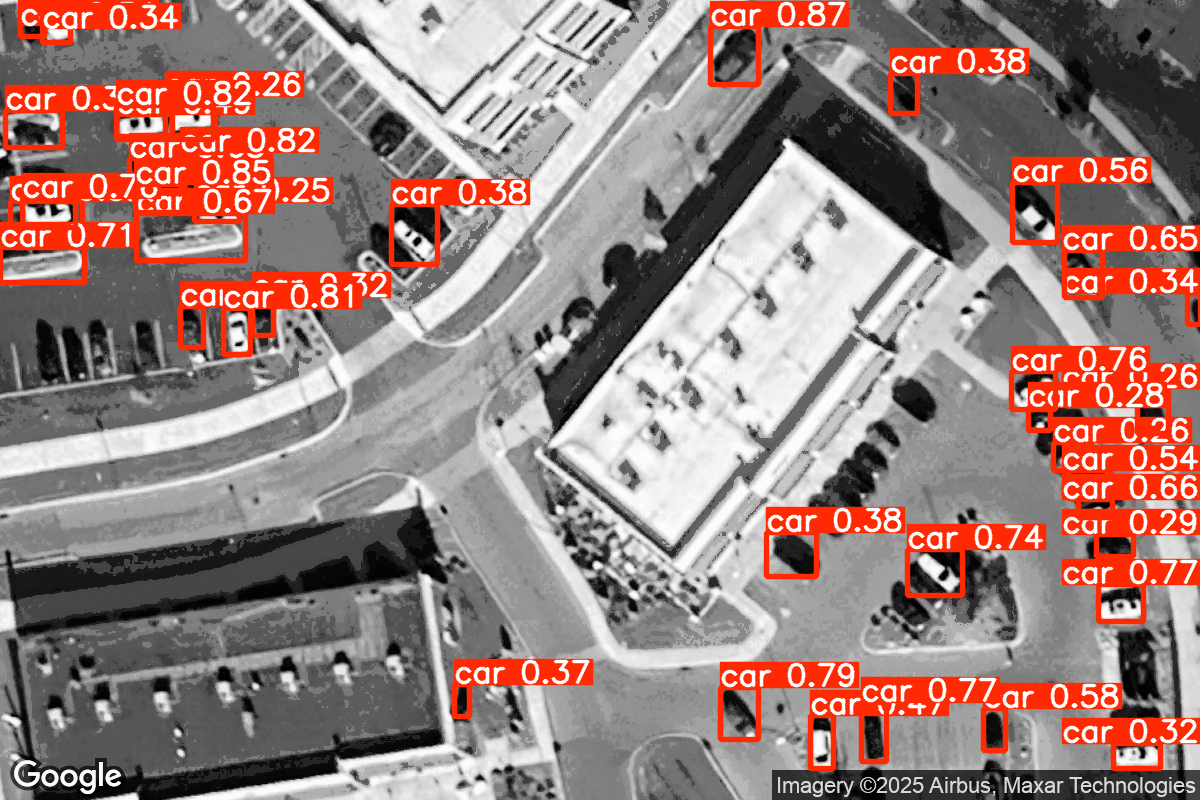 car 0.34
car 0.87
car 0.38
car 0.82
car 0.82
car 0.56
car 0.85
car 0.67
car 0.38
car 0.71
car 0.65
car 0.34
car 0.81
car 0.76
car 0.28
car 0.26
car 0.54
car 0.66
car 0.38
car 0.29
car 0.74
car 0.77
car 0.37
car 0.79
car 0.77
car 0.58
car 0.32
Google
Imagery ©2025 Airbus, Maxar Technologies